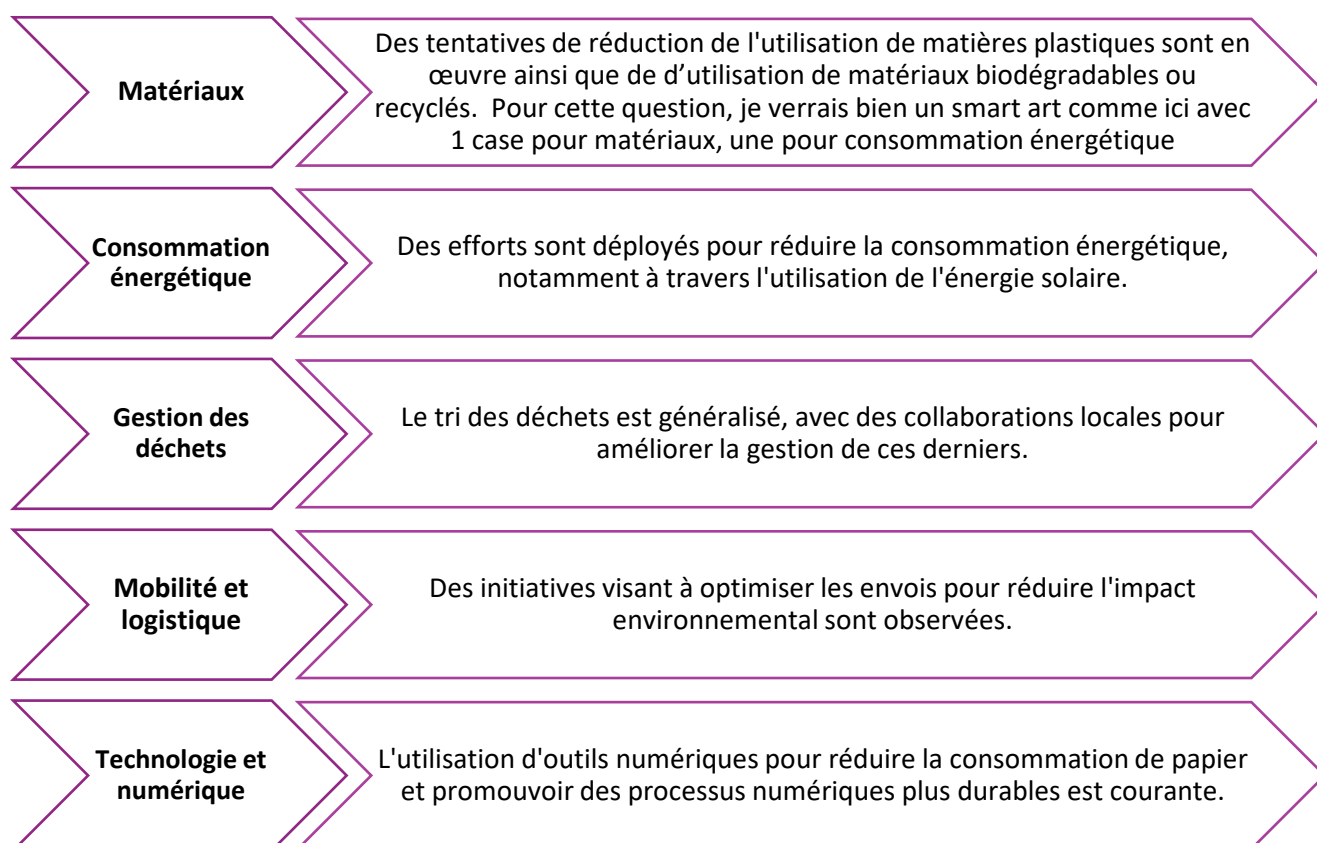 Matériaux
Des tentatives de réduction de l'utilisation de matières plastiques sont en
œuvre ainsi que de d’utilisation de matériaux biodégradables ou
recyclés.  Pour cette question, je verrais bien un smart art comme ici avec
1 case pour matériaux, une pour consommation énergétique
Consommation
énergétique
Des efforts sont déployés pour réduire la consommation énergétique,
notamment à travers l'utilisation de l'énergie solaire.
Gestion des
déchets
Le tri des déchets est généralisé, avec des collaborations locales pour
améliorer la gestion de ces derniers.
Mobilité et
logistique
Des initiatives visant à optimiser les envois pour réduire l'impact
environnemental sont observées.
Technologie et
numérique
L'utilisation d'outils numériques pour réduire la consommation de papier
et promouvoir des processus numériques plus durables est courante.